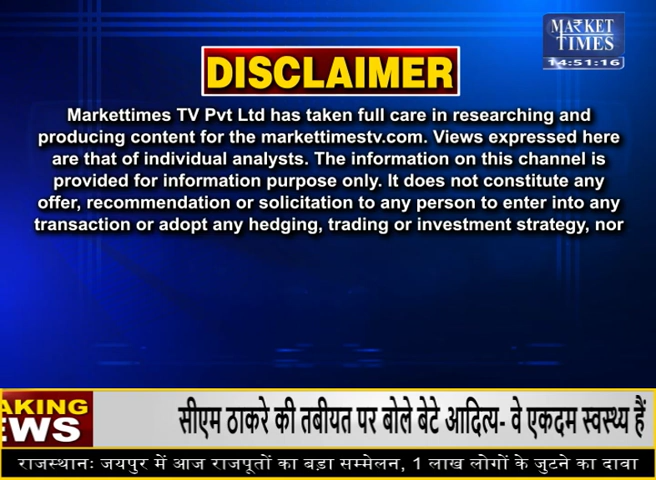 MARKET
TIMES
14:51:16
DISCLAIMER
Markettimes TV Pvt Ltd has taken full care in researching and
producing content for the markettimestv.com. Views expressed here
are that of individual analysts. The information on this channel is
provided for information purpose only. It does not constitute any
offer, recommendation or solicitation to any person to enter into any
transaction or adopt any hedging, trading or investment strategy, nor
AKING
EWS
सीएम ठाकरे की तबीयत पर बोले बेटे आदित्य- वे एकदम स्वस्थ्य हैं
राजस्थानः जयपुर में आज राजपूतों का बड़ा सम्मेलन, 1 लाख लोगों के जुटने का दावा